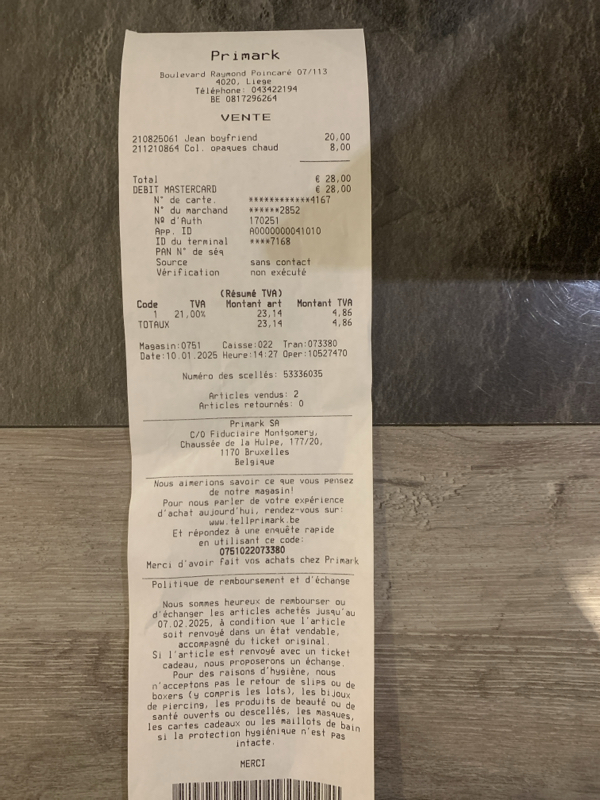 Primark
Boulevard Raymond Poincaré 07/113
4020, Liege
Téléphone: 043422194
BE 0817296264
VENTE
210825061 Jean boyfriend 20,00
211210864 Col. opaques chaud 8,00
Total € 28,00
DEBIT MASTERCARD € 28,00
N° de carte. ************4167
N° du marchand ******2852
Nº d'Auth 170251
App. ID A0000000041010
ID du terminal ****7168
PAN N° de séq
Source sans contact
Vérification non exécuté
(Résumé TVA)
Code TVA Montant art Montant TVA
1 21,00% 23,14 4,86
TOTAUX 23,14 4,86
Magasin:0751 Caisse:022 Tran:073380
Date:10.01.2025 Heure:14:27 Oper:10527470
Numéro des scellés: 53336035
Articles vendus: 2
Articles retournés: 0
Primark SA
C/O Fiduciaire Montgomery,
Chaussée de la Hulpe, 177/20,
1170 Bruxelles
Belgique
Nous aimerions savoir ce que vous pensez
de notre magasin!
Pour nous parler de votre expérience
d'achat aujourd'hui, rendez-vous sur:
www.tellprimark.be
Et répondez à une enquête rapide
en utilisant ce code:
0751022073380
Merci d'avoir fait vos achats chez Primark
Politique de remboursement et d'échange
Nous sommes heureux de rembourser ou
d'échanger les articles achetés jusqu'au
07.02.2025, à condition que l'article
soit renvoyé dans un état vendable,
accompagné du ticket original.
Si l'article est renvoyé avec un ticket
cadeau, nous proposerons un échange.
Pour des raisons d'hygiène, nous
n'acceptons pas le retour de slips ou de
boxers (y compris les lots), les bijoux
de piercing, les produits de beauté ou de
santé ouverts ou descellés, les masques,
les cartes cadeaux ou les maillots de bain
si la protection hygiénique n'est pas
intacte.
MERCI